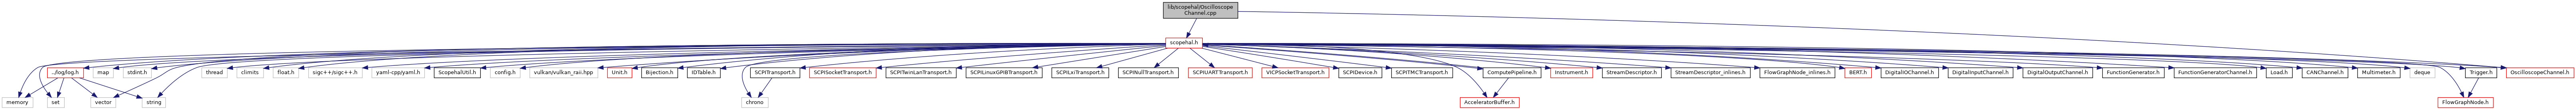 lib/scopehal/Oscilloscope
Channel.cpp
scopehal.h
../log/log.h
map
stdint.h
thread
climits
float.h
sigc++/sigc++.h
yaml-cpp/yaml.h
ScopehalUtil.h
config.h
vulkan/vulkan_raii.hpp
Unit.h
Bijection.h
IDTable.h
SCPITransport.h
SCPISocketTransport.h
SCPITwinLanTransport.h
SCPILinuxGPIBTransport.h
SCPILxiTransport.h
SCPINullTransport.h
SCPIUARTTransport.h
VICPSocketTransport.h
SCPIDevice.h
SCPITMCTransport.h
ComputePipeline.h
Instrument.h
StreamDescriptor.h
StreamDescriptor_inlines.h
FlowGraphNode_inlines.h
BERT.h
DigitalIOChannel.h
DigitalInputChannel.h
DigitalOutputChannel.h
FunctionGenerator.h
FunctionGeneratorChannel.h
Load.h
CANChannel.h
Multimeter.h
deque
Trigger.h
OscilloscopeChannel.h
memory
set
vector
string
chrono
AcceleratorBuffer.h
FlowGraphNode.h